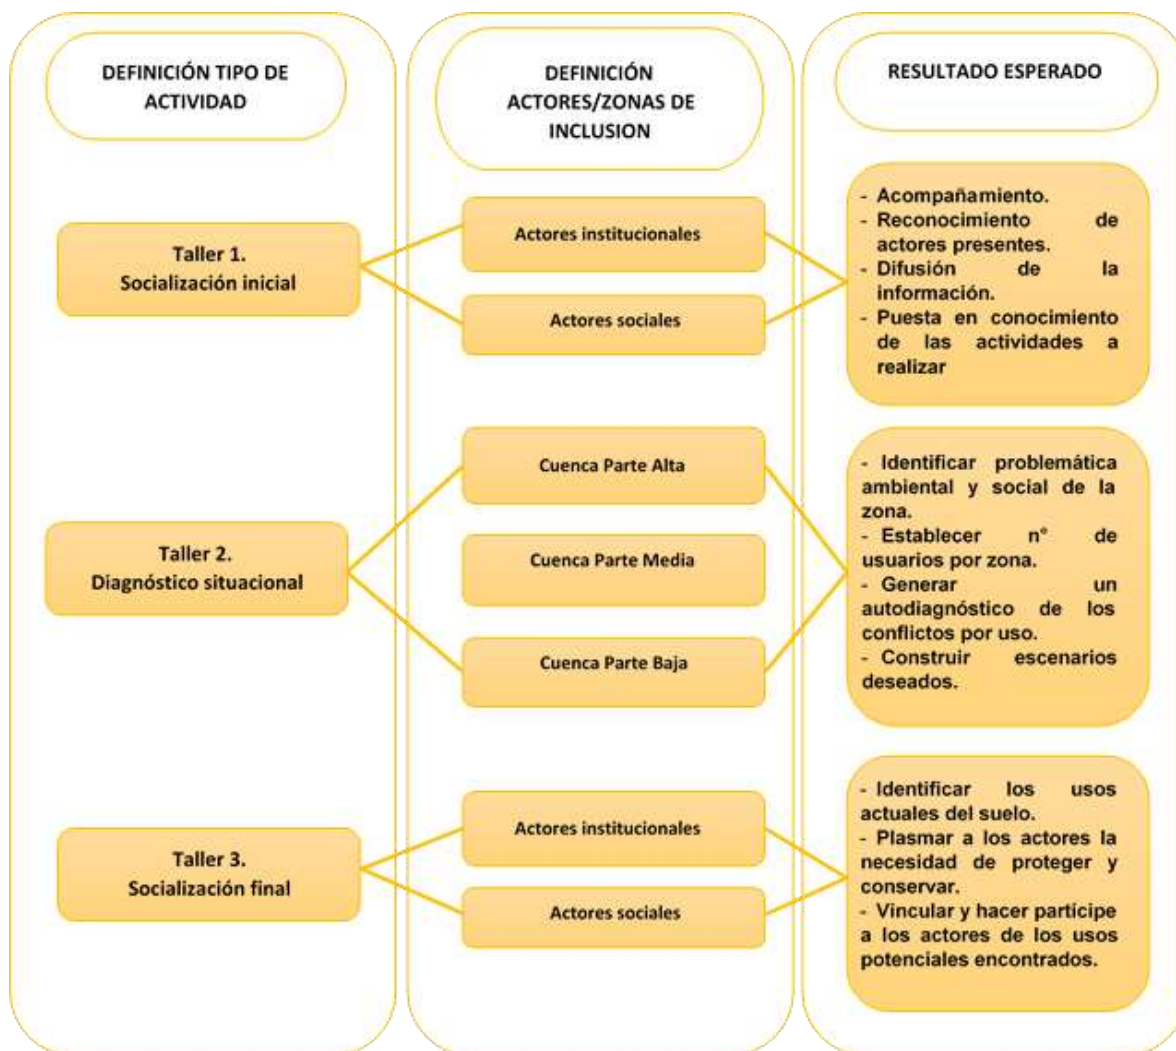 DEFINICIÓN TIPO DE
ACTIVIDAD
DEFINICIÓN
ACTORES/ZONAS DE
INCLUSION
RESULTADO ESPERADO
Taller 1.
Socialización inicial
Actores institucionales
Actores sociales
- Acompañamiento.
- Reconocimiento de
actores presentes.
- Difusión de la
información.
- Puesta en conocimiento
de las actividades a
realizar
Taller 2.
Diagnóstico situacional
Cuenca Parte Alta
Cuenca Parte Media
Cuenca Parte Baja
- Identificar problemática
ambiental y social de la
zona.
- Establecer n° de
usuarios por zona.
- Generar un
autodiagnóstico de los
conflictos por uso.
- Construir escenarios
deseados.
Taller 3.
Socialización final
Actores institucionales
Actores sociales
- Identificar los usos
actuales del suelo.
- Plasmar a los actores la
necesidad de proteger y
conservar.
- Vincular y hacer partícipe
a los actores de los usos
potenciales encontrados.